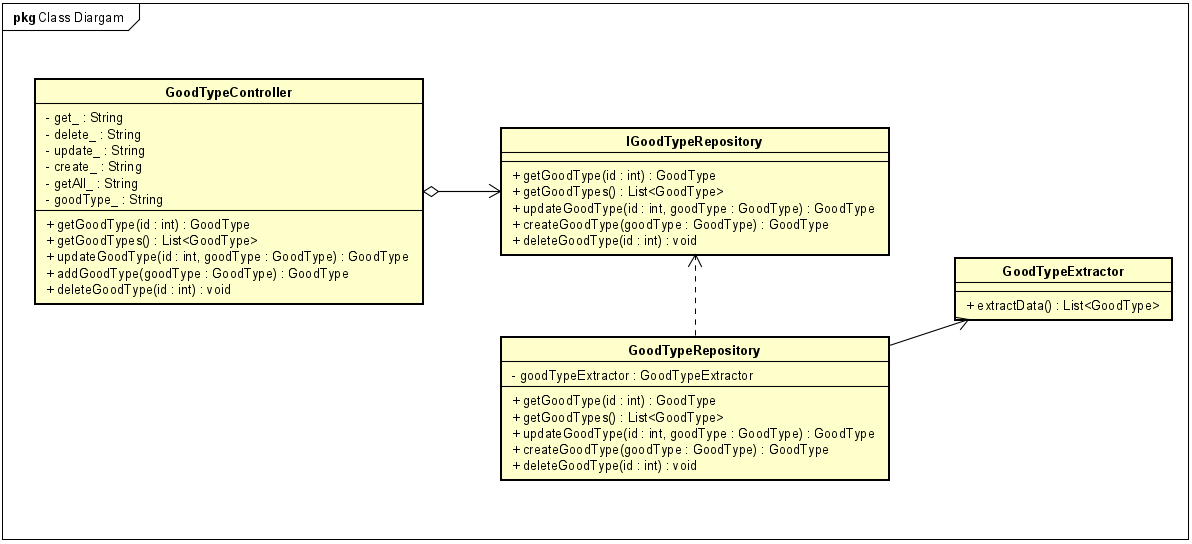 pkg Class Diargam
GoodTypeController
- get_ : String
- delete_ : String
- update_ : String
- create_ : String
- getAll_ : String
- goodType_ : String
+ getGoodType(id : int) : GoodType
+ getGoodTypes() : List<GoodType>
+ updateGoodType(id : int, goodType : GoodType) : GoodType
+ addGoodType(goodType : GoodType) : GoodType
+ deleteGoodType(id : int) : void
IGoodTypeRepository
+ getGoodType(id : int) : GoodType
+ getGoodTypes() : List<GoodType>
+ updateGoodType(id : int, goodType : GoodType) : GoodType
+ createGoodType(goodType : GoodType) : GoodType
+ deleteGoodType(id : int) : void
GoodTypeExtractor
+ extractData() : List<GoodType>
GoodTypeRepository
- goodTypeExtractor : GoodTypeExtractor
+ getGoodType(id : int) : GoodType
+ getGoodTypes() : List<GoodType>
+ updateGoodType(id : int, goodType : GoodType) : GoodType
+ createGoodType(goodType : GoodType) : GoodType
+ deleteGoodType(id : int) : void